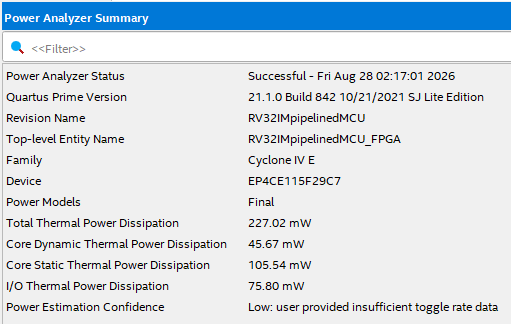 Power Analyzer Summary
<<Filter>>
Power Analyzer Status Successful - Fri Aug 28 02:17:01 2026
Quartus Prime Version 21.1.0 Build 842 10/21/2021 SJ Lite Edition
Revision Name RV32IMpipelinedMCU
Top-level Entity Name RV32IMpipelinedMCU_FPGA
Family Cyclone IV E
Device EP4CE115F29C7
Power Models Final
Total Thermal Power Dissipation 227.02 mW
Core Dynamic Thermal Power Dissipation 45.67 mW
Core Static Thermal Power Dissipation 105.54 mW
I/O Thermal Power Dissipation 75.80 mW
Power Estimation Confidence Low: user provided insufficient toggle rate data